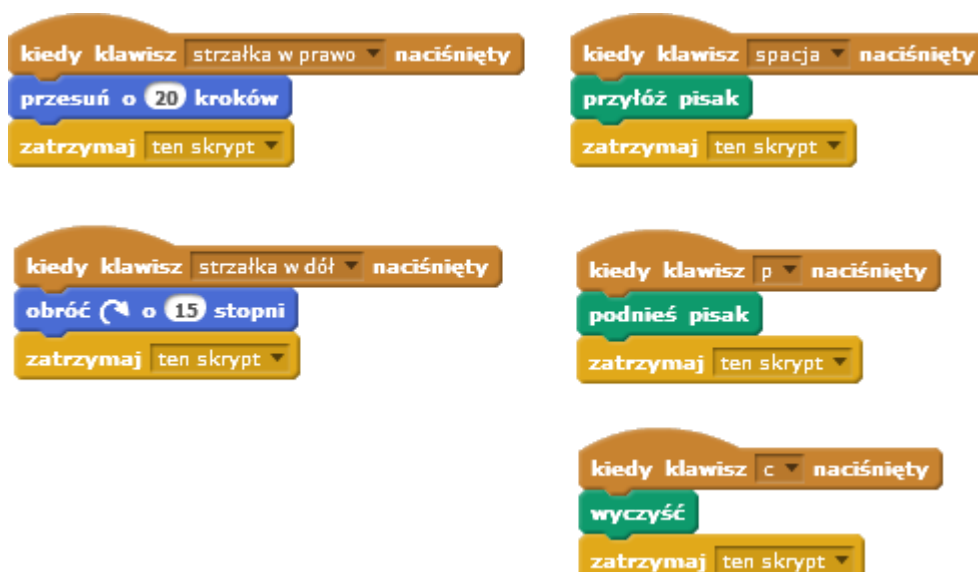 kiedy klawisz strzałka w prawo naciśnięty
przesuń o 20 kroków
zatrzymaj ten skrypt
kiedy klawisz spacja naciśnięty
przyłóż pisak
zatrzymaj ten skrypt
kiedy klawisz strzałka w dół naciśnięty
obróć o 15 stopni
zatrzymaj ten skrypt
kiedy klawisz p naciśnięty
podnieś pisak
zatrzymaj ten skrypt
kiedy klawisz c naciśnięty
wyczyść
zatrzymaj ten skrypt